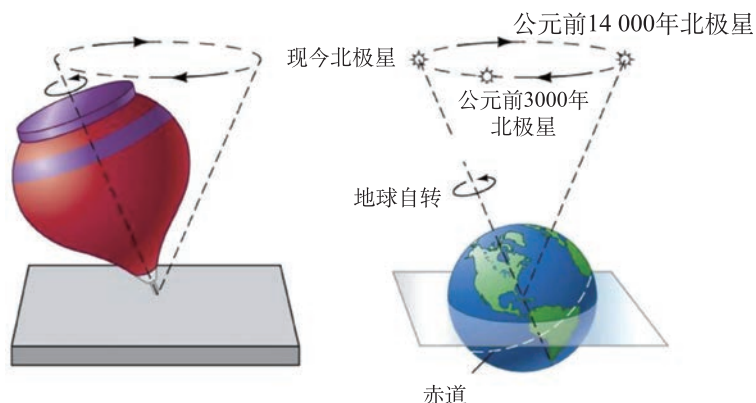 公元前14 000年北极星
现今北极星
公元前3000年
北极星
地球自转
赤道